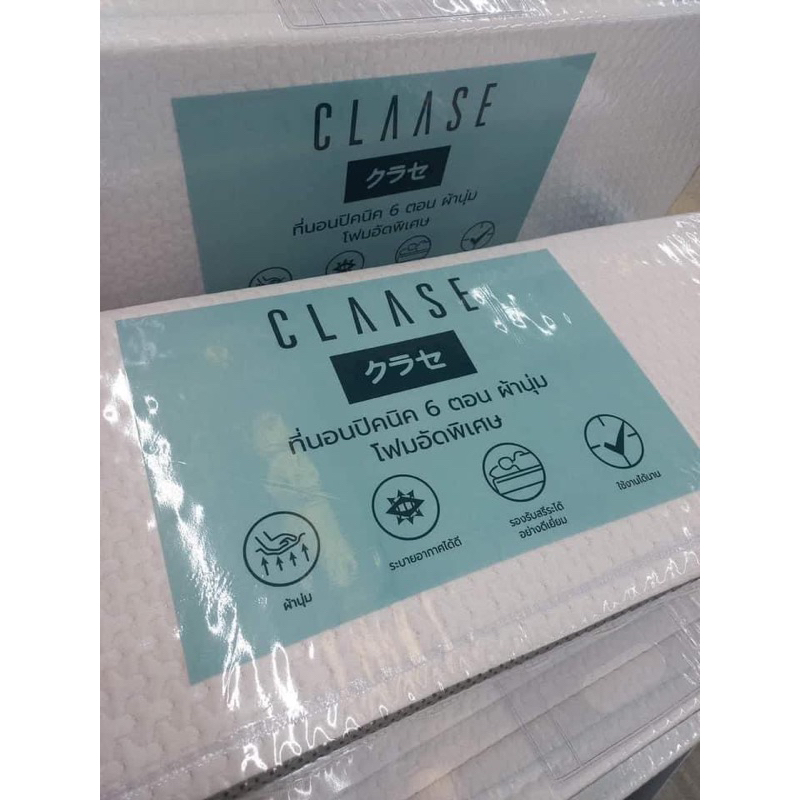 CLAASE
クラセ
ที่นอนปิคนิค 6 ตอน ผ้านุ่ม
โฟมอัดพิเศษ
CLAASE
クラセ
ที่นอนปิคนิค 6 ตอน ผ้านุ่ม
โฟมอัดพิเศษ
ผ้านุ่ม
ระบายอากาศได้ดี
รองรับสรีระได้
อย่างดีเยี่ยม
ใช้งานได้นาน